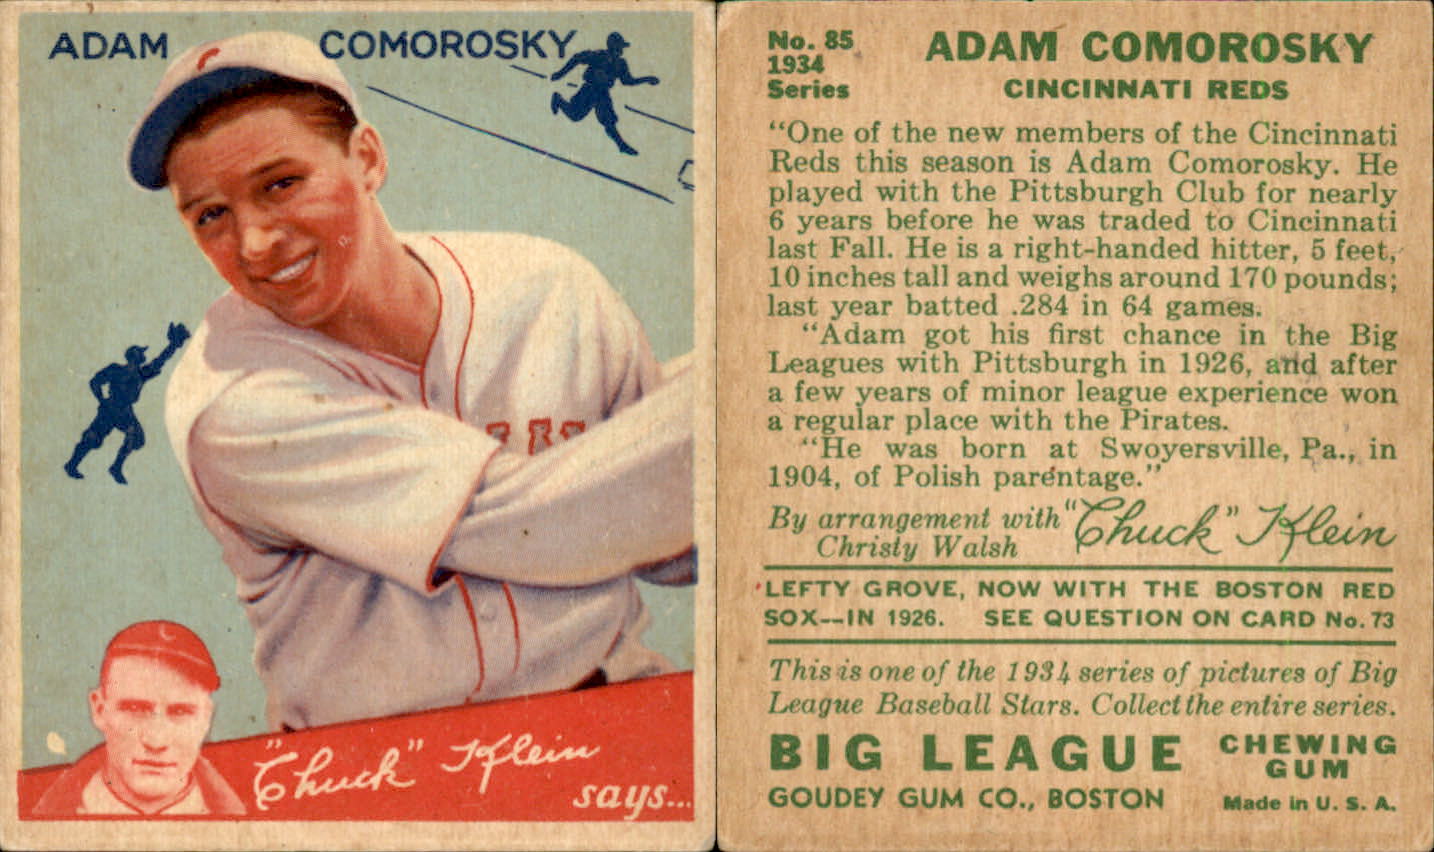 ADAM COMOROSKY
C
ERS
C
"Chuck" Klein
says...
No. 85
1934
Series
ADAM COMOROSKY
CINCINNATI REDS
"One of the new members of the Cincinnati
Reds this season is Adam Comorosky. He
played with the Pittsburgh Club for nearly
6 years before he was traded to Cincinnati
last Fall. He is a right-handed hitter, 5 feet,
10 inches tall and weighs around 170 pounds;
last year batted .284 in 64 games.
"Adam got his first chance in the Big
Leagues with Pittsburgh in 1926, and after
a few years of minor league experience won
a regular place with the Pirates.
"He was born at Swoyersville, Pa., in
1904, of Polish parentage."
By arrangement with "Chuck" Klein
Christy Walsh
LEFTY GROVE, NOW WITH THE BOSTON RED
SOX--IN 1926. SEE QUESTION ON CARD No. 73
This is one of the 1934 series of pictures of Big
League Baseball Stars. Collect the entire series.
BIG LEAGUE CHEWING GUM
GOUDEY GUM CO., BOSTON Made in U. S. A.